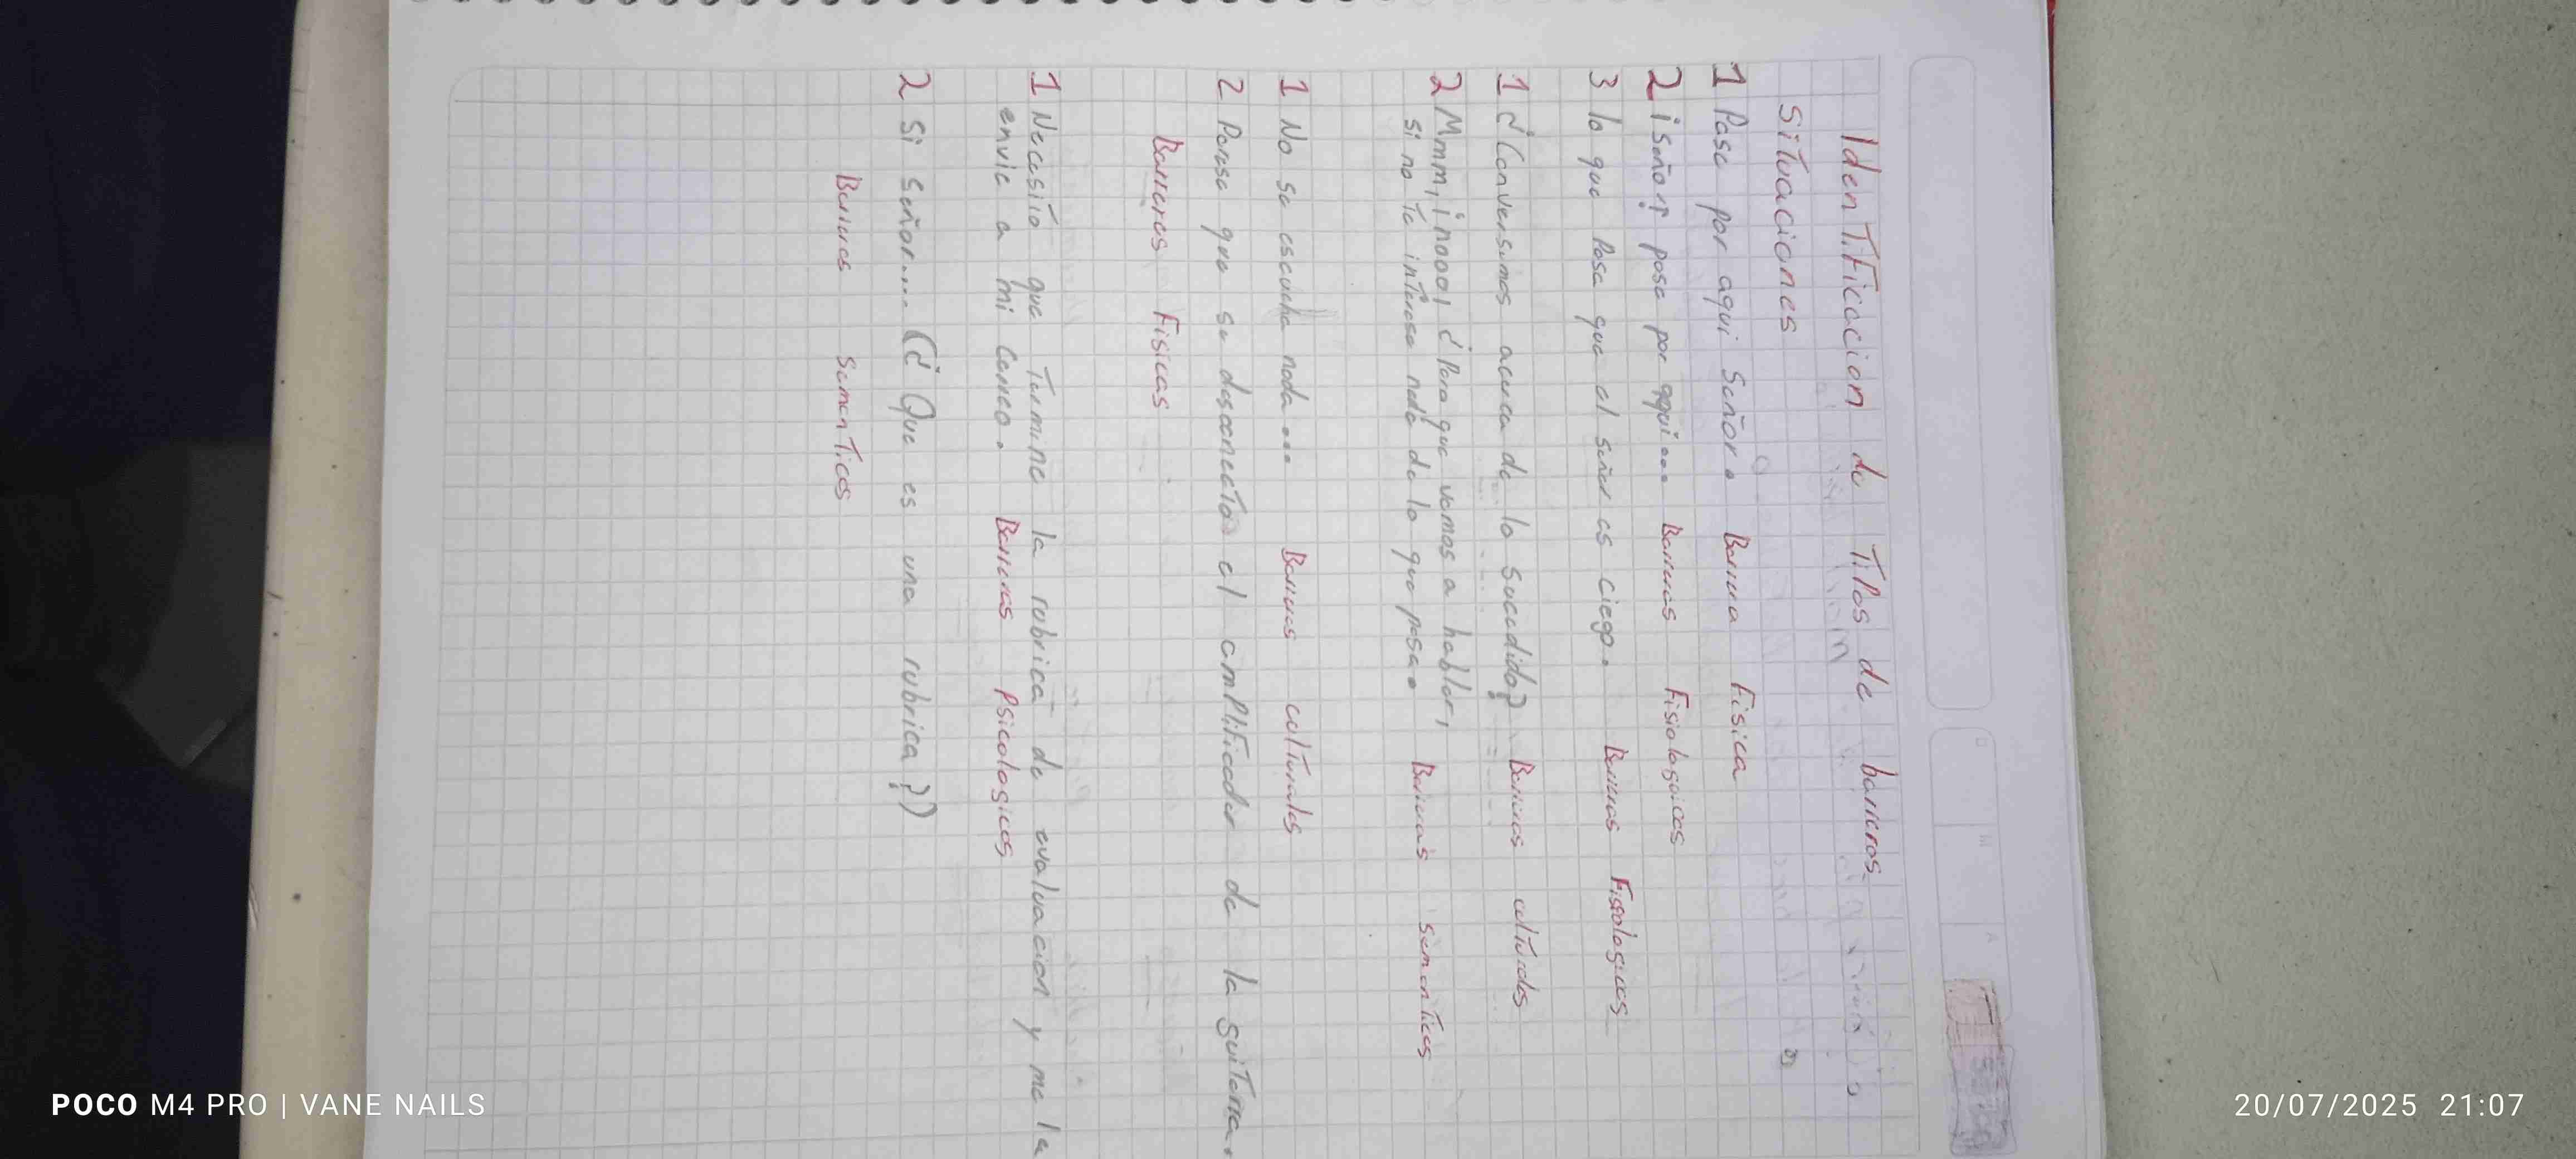 IdenTiFicacion de Tipos de barreras
Situaciones
1 Pase por aqui Señor. Barrera Fisica
2 ¡Señor! pase por aqui... Barreras Fisiologicas
3 lo que Pasa que el señor es ciego. Barreras Fisiologicas
1 ¿Conversamos acerca de lo sucedido? Barreras culturales
2 Mmm, ¡nooo! ¿Para que vamos a hablar,
si no te interesa nada de lo que pasa. Barreras semanticas
1 No se escucha nada... Barreras culturales
2 Parece que se desconecto el amplificador de la guitarra.
Barreras Fisicas
1 Necesito que Termine la rubrica de evaluacion y me la
envie a mi correo. Barreras Psicologicas
2 Si señor.... (¿Que es una rubrica?)
Barreras SemanTicas
POCO M4 PRO | VANE NAILS
20/07/2025 21:07